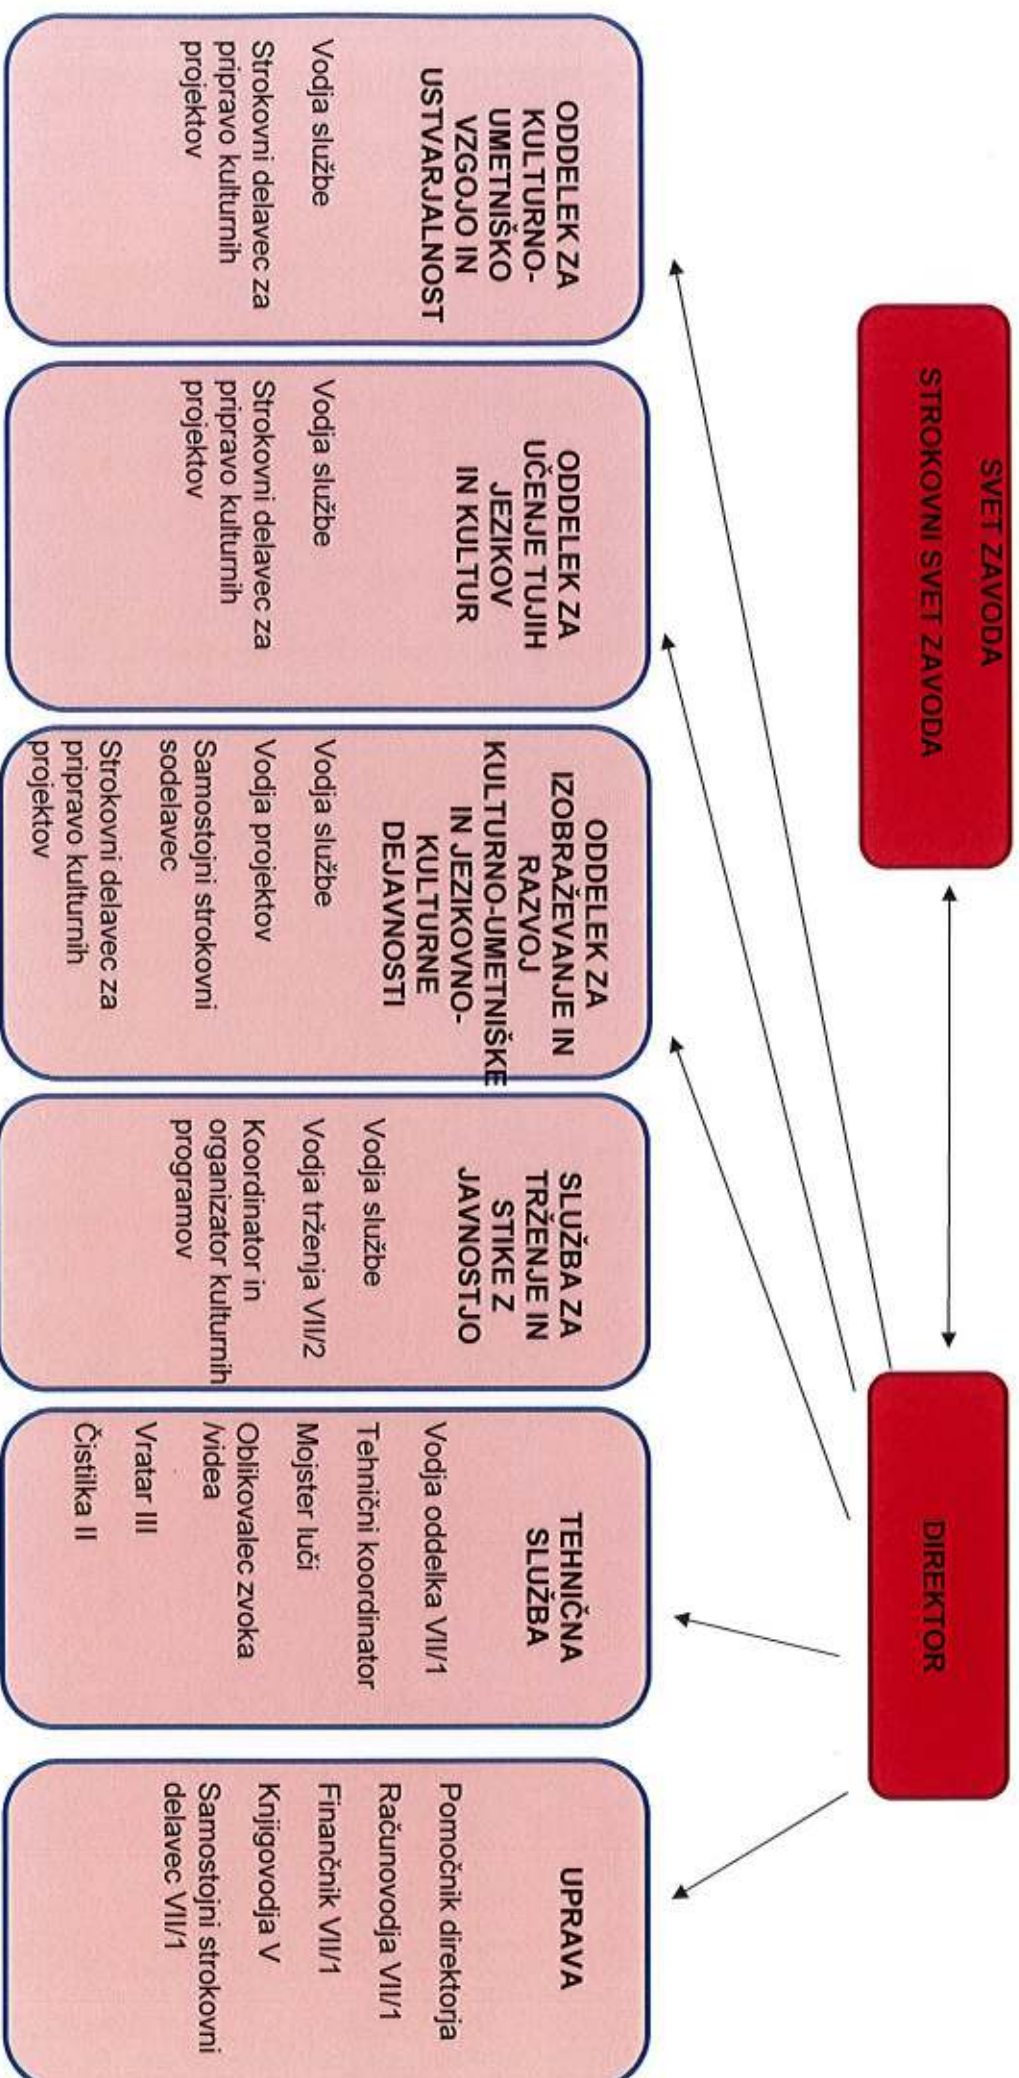 SVET ZAVODA
STROKOVNI SVET ZAVODA
DIREKTOR
ODDELEK ZA
KULTURNO-
UMETNIŠKO
VZGOJO IN
USTVARJALNOST
Vodja službe
Strokovni delavec za
pripravo kulturnih
projektov
ODDELEK ZA
UČENJE TUJIH
JEZIKOV
IN KULTUR
Vodja službe
Strokovni delavec za
pripravo kulturnih
projektov
ODDELEK ZA
IZOBRAŽEVANJE IN
RAZVOJ
KULTURNO-UMETNIŠKE
IN JEZIKOVNO-
KULTURNE
DEJAVNOSTI
Vodja službe
Vodja projektov
Samostojni strokovni
sodelavec
Strokovni delavec za
pripravo kulturnih
projektov
SLUŽBA ZA
TRŽENJE IN
STIKE Z
JAVNOSTJO
Vodja službe
Vodja trženja VII/2
Koordinator in
organizator kulturnih
programov
TEHNIČNA
SLUŽBA
Vodja oddelka VII/1
Tehnični koordinator
Mojster luči
Oblikovalec zvoka
/videa
Vratar III
Čistilka II
UPRAVA
Pomočnik direktorja
Računovodja VII/1
Finančnik VII/1
Knjigovodja V
Samostojni strokovni
delavec VII/1